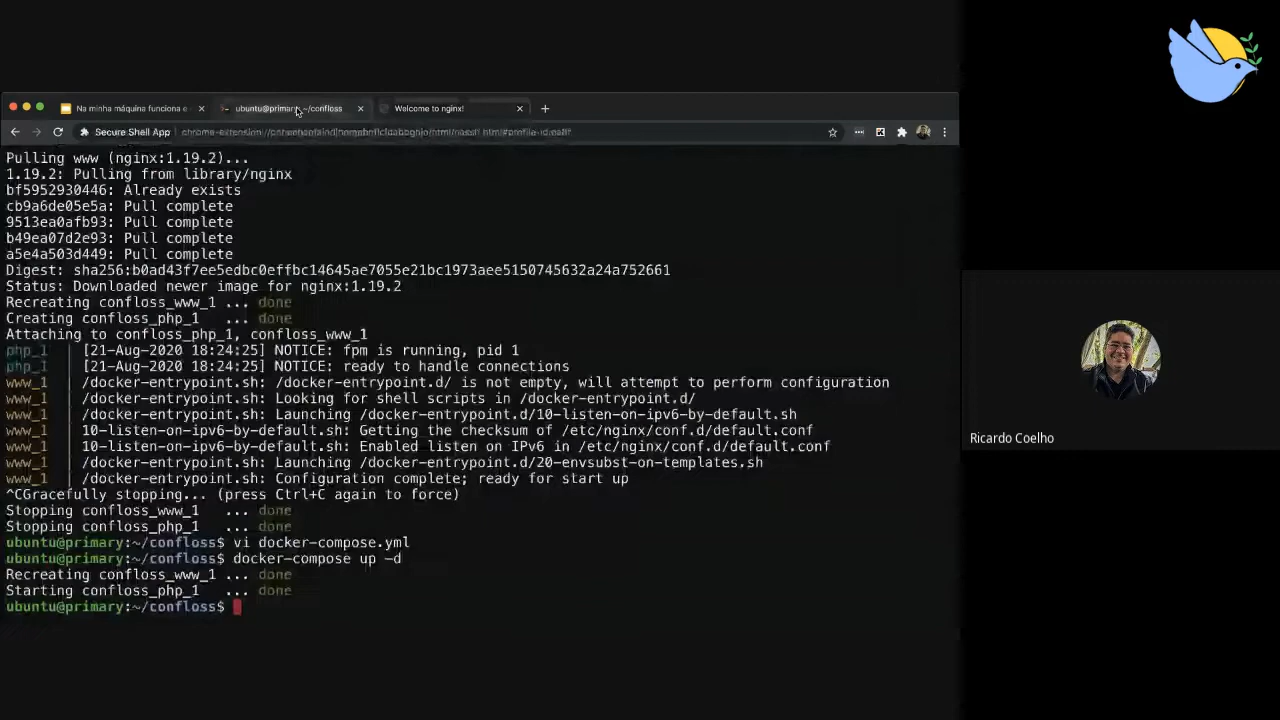 Na minha máquina funciona e
ubuntu@primary: ~/confloss
Welcome to nginx!
Secure Shell App
Pulling www (nginx:1.19.2)...
1.19.2: Pulling from library/nginx
bf5952930446: Already exists
cb9a6de05e5a: Pull complete
9513ea0afb93: Pull complete
b49ea07d2e93: Pull complete
a5e4a503d449: Pull complete
Digest: sha256:b0ad43f7ee5edbc0effbc14645ae7055e21bc1973aee5150745632a24a752661
Status: Downloaded newer image for nginx:1.19.2
Recreating confloss_www_1 ... done
Creating confloss_php_1   ... done
Attaching to confloss_php_1, confloss_www_1
php_1  | [21-Aug-2020 18:24:25] NOTICE: fpm is running, pid 1
php_1  | [21-Aug-2020 18:24:25] NOTICE: ready to handle connections
www_1  | /docker-entrypoint.sh: /docker-entrypoint.d/ is not empty, will attempt to perform configuration
www_1  | /docker-entrypoint.sh: Looking for shell scripts in /docker-entrypoint.d/
www_1  | /docker-entrypoint.sh: Launching /docker-entrypoint.d/10-listen-on-ipv6-by-default.sh
www_1  | 10-listen-on-ipv6-by-default.sh: Getting the checksum of /etc/nginx/conf.d/default.conf
www_1  | 10-listen-on-ipv6-by-default.sh: Enabled listen on IPv6 in /etc/nginx/conf.d/default.conf
www_1  | /docker-entrypoint.sh: Launching /docker-entrypoint.d/20-envsubst-on-templates.sh
www_1  | /docker-entrypoint.sh: Configuration complete; ready for start up
^CGracefully stopping... (press Ctrl+C again to force)
Stopping confloss_www_1   ... done
Stopping confloss_php_1   ... done
ubuntu@primary:~/confloss$ vi docker-compose.yml
ubuntu@primary:~/confloss$ docker-compose up -d
Recreating confloss_www_1 ... done
Starting confloss_php_1   ... done
ubuntu@primary:~/confloss$
Ricardo Coelho